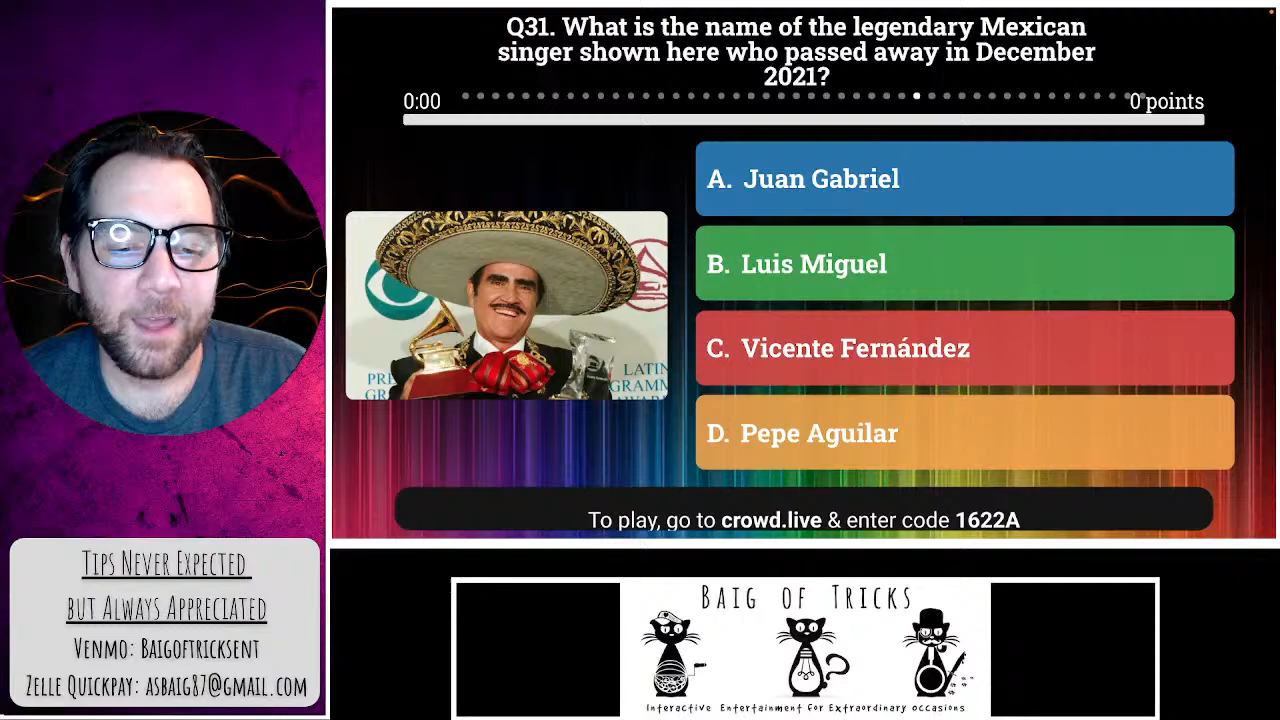 Q31. What is the name of the legendary Mexican
singer shown here who passed away in December
2021?
0:00
0 points
A. Juan Gabriel
B. Luis Miguel
C. Vicente Fernández
D. Pepe Aguilar
LATIN
GRAMM
To play, go to crowd.live & enter code 1622A
Tips Never Expected
but Always Appreciated
Venmo: Baigoftricksent
Zelle Quickpay: asbaig87@gmail.com
Baig of Tricks
Interactive Entertainment for Extraordinary Occasions